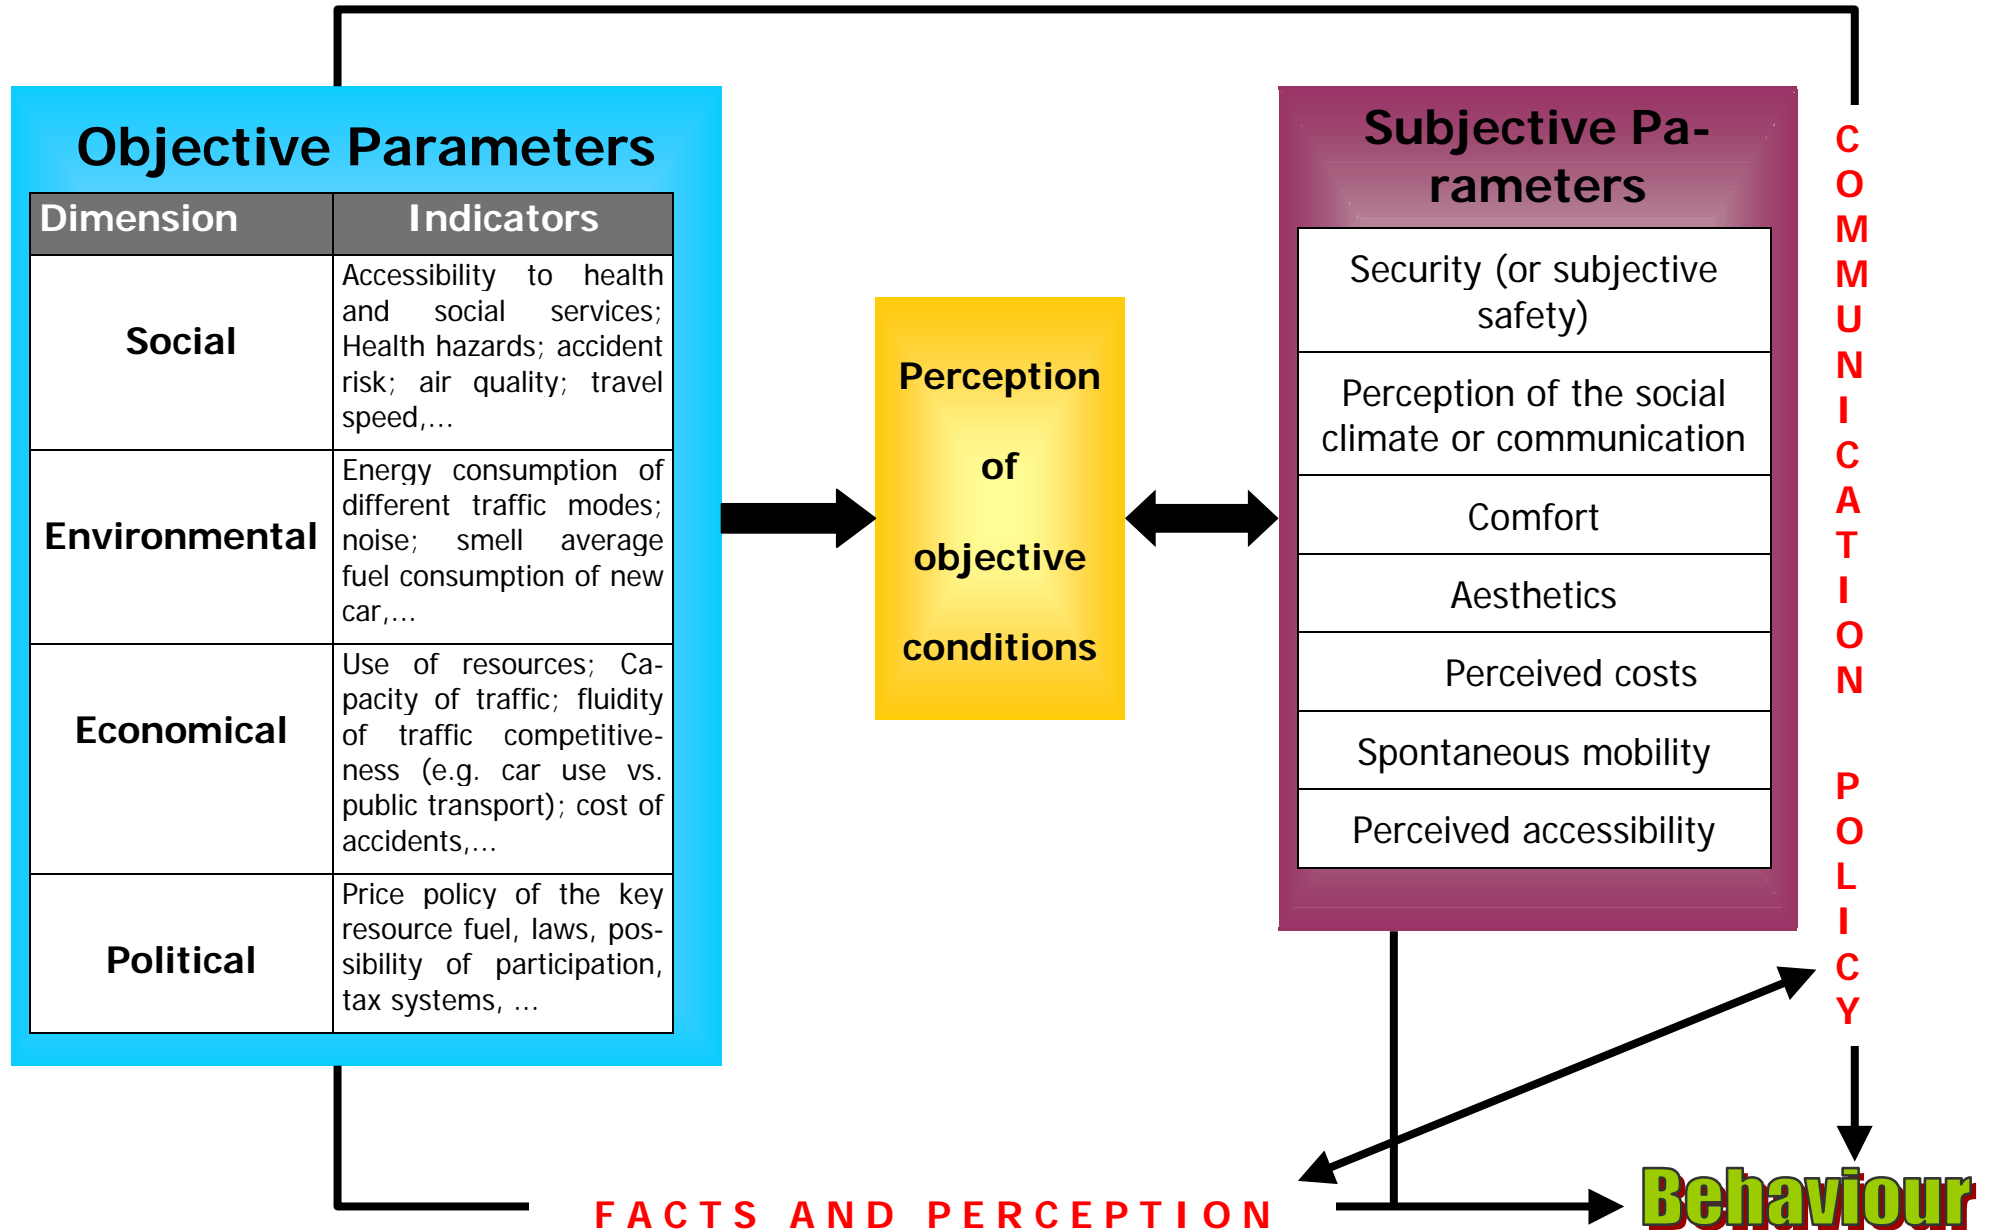 Objective Parameters
Dimension
Indicators
Social
Accessibility to health
and social services;
Health hazards; accident
risk; air quality; travel
speed,...
Environmental
Energy consumption of
different traffic modes;
noise; smell average
fuel consumption of new
car,...
Economical
Use of resources; Ca-
pacity of traffic; fluidity
of traffic competitive-
ness (e.g. car use vs.
public transport); cost of
accidents,...
Political
Price policy of the key
resource fuel, laws, pos-
sibility of participation,
tax systems, ...
Perception
of
objective
conditions
Subjective Pa-
rameters
Security (or subjective
safety)
Perception of the social
climate or communication
Comfort
Aesthetics
Perceived costs
Spontaneous mobility
Perceived accessibility
COMMUNICATION POLICY
FACTS AND PERCEPTION
Behaviour